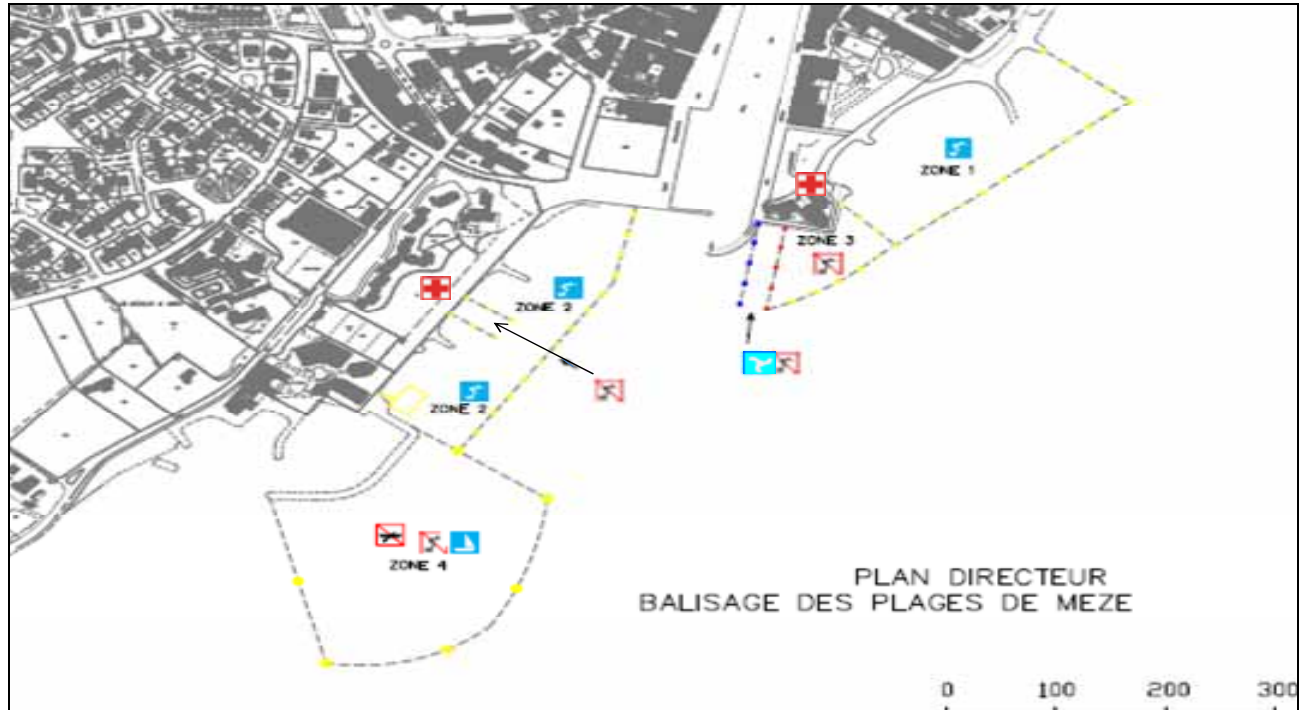 ZONE 1
ZONE 3
ZONE 2
ZONE 2
ZONE 4
PLAN DIRECTEUR
BALISAGE DES PLAGES DE MEZE
0 100 200 300